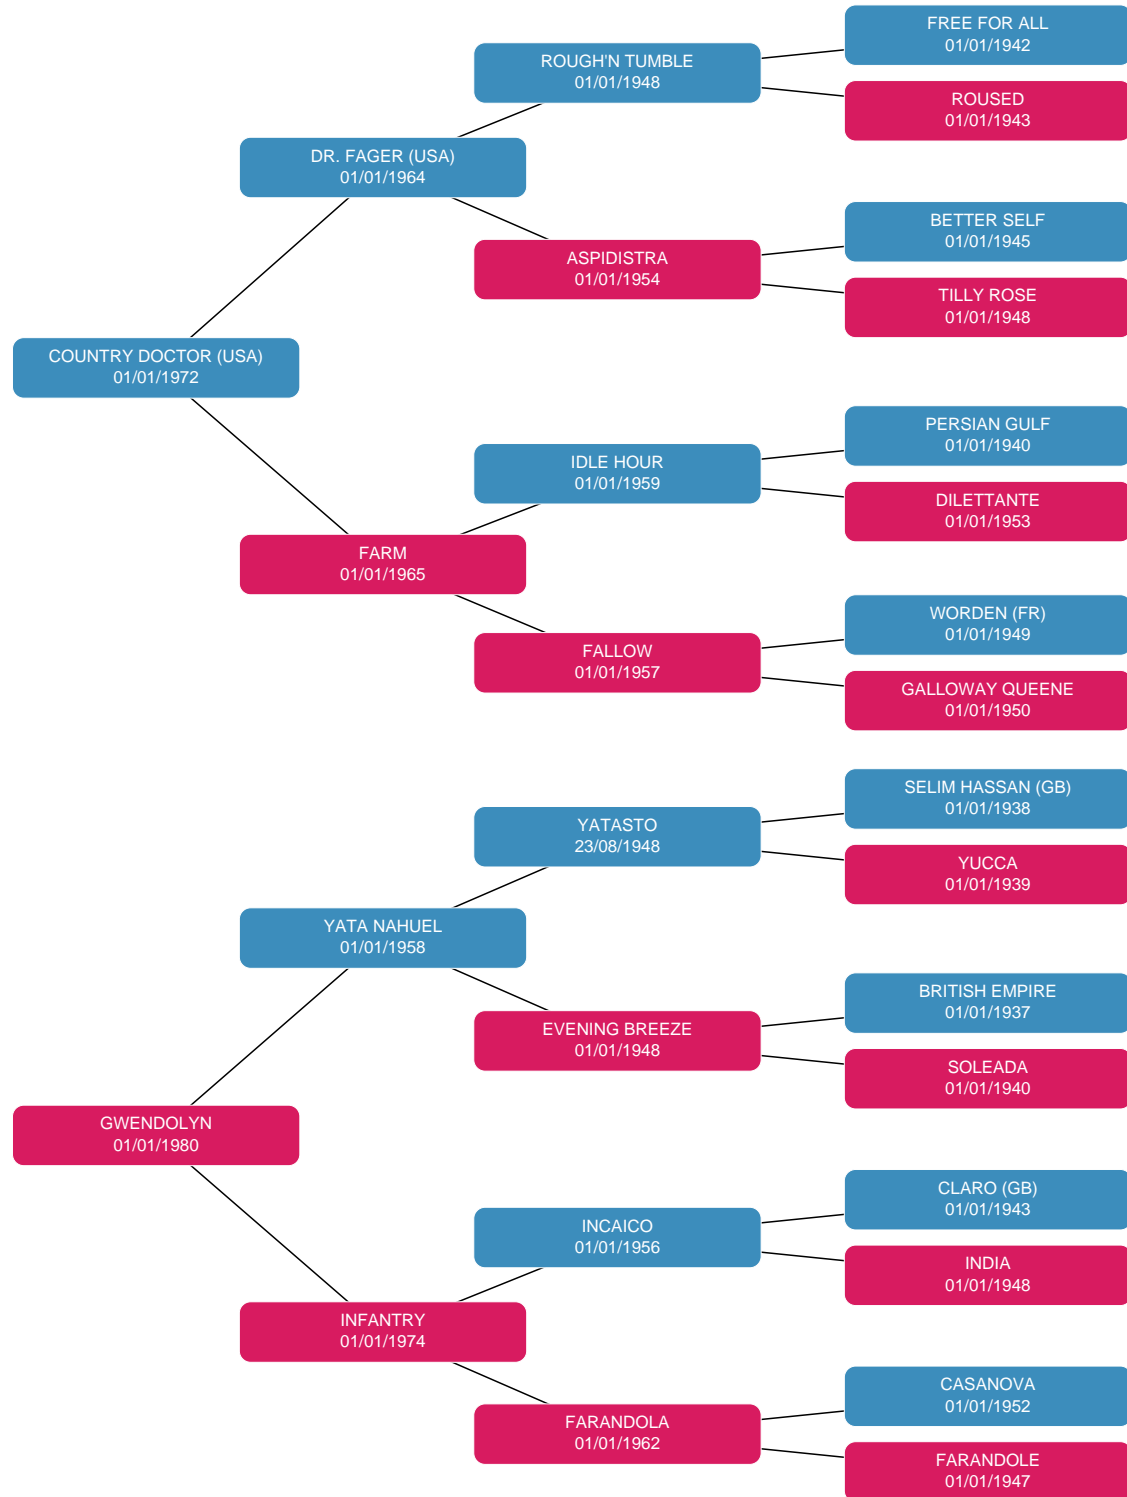 FREE FOR ALL
01/01/1942
ROUGH'N TUMBLE
01/01/1948
ROUSED
01/01/1943
DR. FAGER (USA)
01/01/1964
BETTER SELF
01/01/1945
ASPIDISTRA
01/01/1954
TILLY ROSE
01/01/1948
COUNTRY DOCTOR (USA)
01/01/1972
PERSIAN GULF
01/01/1940
IDLE HOUR
01/01/1959
DILETTANTE
01/01/1953
FARM
01/01/1965
WORDEN (FR)
01/01/1949
FALLOW
01/01/1957
GALLOWAY QUEENE
01/01/1950
SELIM HASSAN (GB)
01/01/1938
YATASTO
23/08/1948
YUCCA
01/01/1939
YATA NAHUEL
01/01/1958
BRITISH EMPIRE
01/01/1937
EVENING BREEZE
01/01/1948
SOLEADA
01/01/1940
GWENDOLYN
01/01/1980
CLARO (GB)
01/01/1943
INCAICO
01/01/1956
INDIA
01/01/1948
INFANTRY
01/01/1974
CASANOVA
01/01/1952
FARANDOLA
01/01/1962
FARANDOLE
01/01/1947